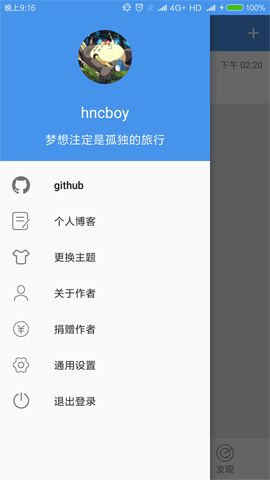 晚上9:16
4G+ HD
100%
hncboy
梦想注定是孤独的旅行
下午 02:20
github
个人博客
更换主题
关于作者
捐赠作者
通用设置
退出登录
发现